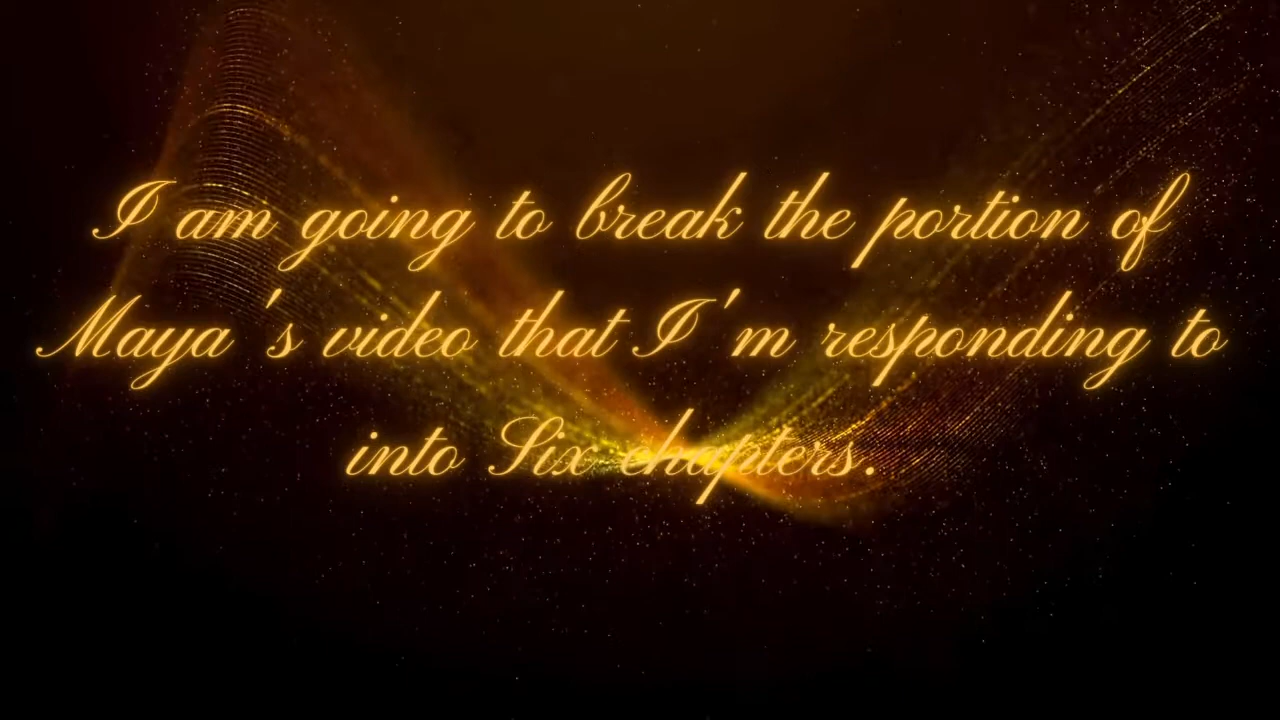 I am going to break the portion of
Maya's video that I'm responding to
into Six chapters.